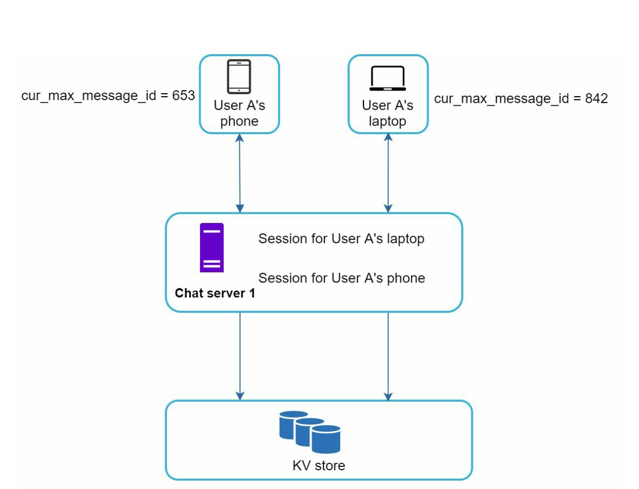 cur_max_message_id = 653
User A's
phone
User A's
laptop
cur_max_message_id = 842
Session for User A's laptop
Session for User A's phone
Chat server 1
KV store